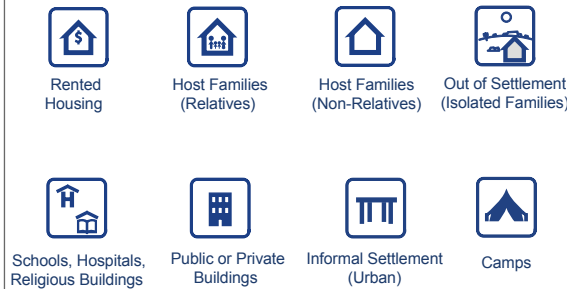 $
Rented
Housing
Host Families
(Relatives)
Host Families
(Non-Relatives)
Out of Settlement
(Isolated Families)
H
Schools, Hospitals,
Religious Buildings
Public or Private
Buildings
Informal Settlement
(Urban)
Camps